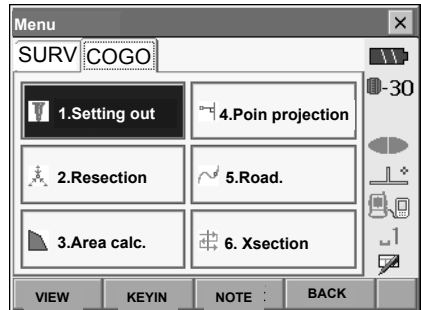 Menu
SURV COGO
-30
1.Setting out
4.Poin projection
2.Resection
5.Road.
3.Area calc.
6. Xsection
1
VIEW KEYIN NOTE : BACK